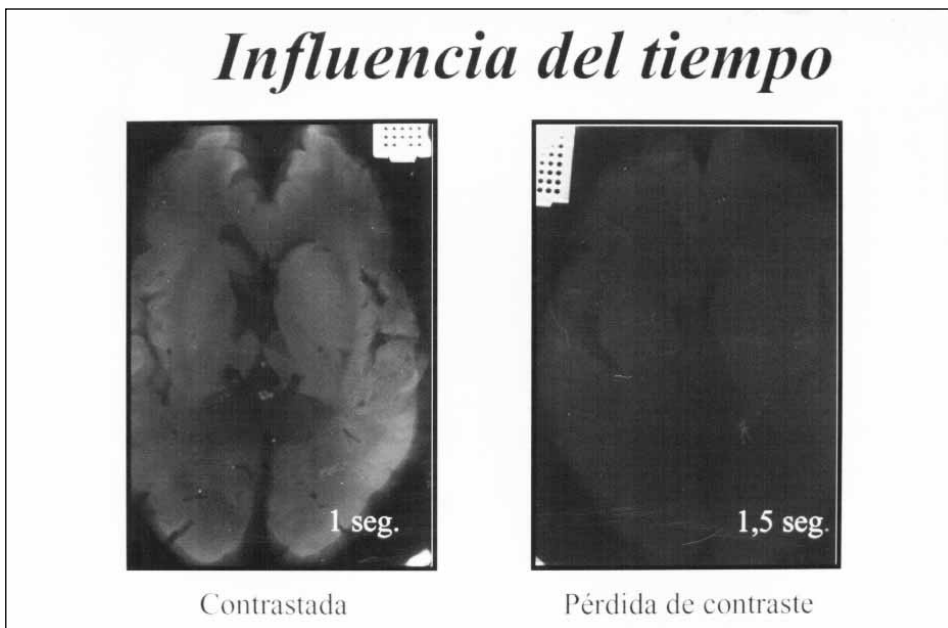 Influencia del tiempo
1 seg.
1,5 seg.
Contrastada
Pérdida de contraste